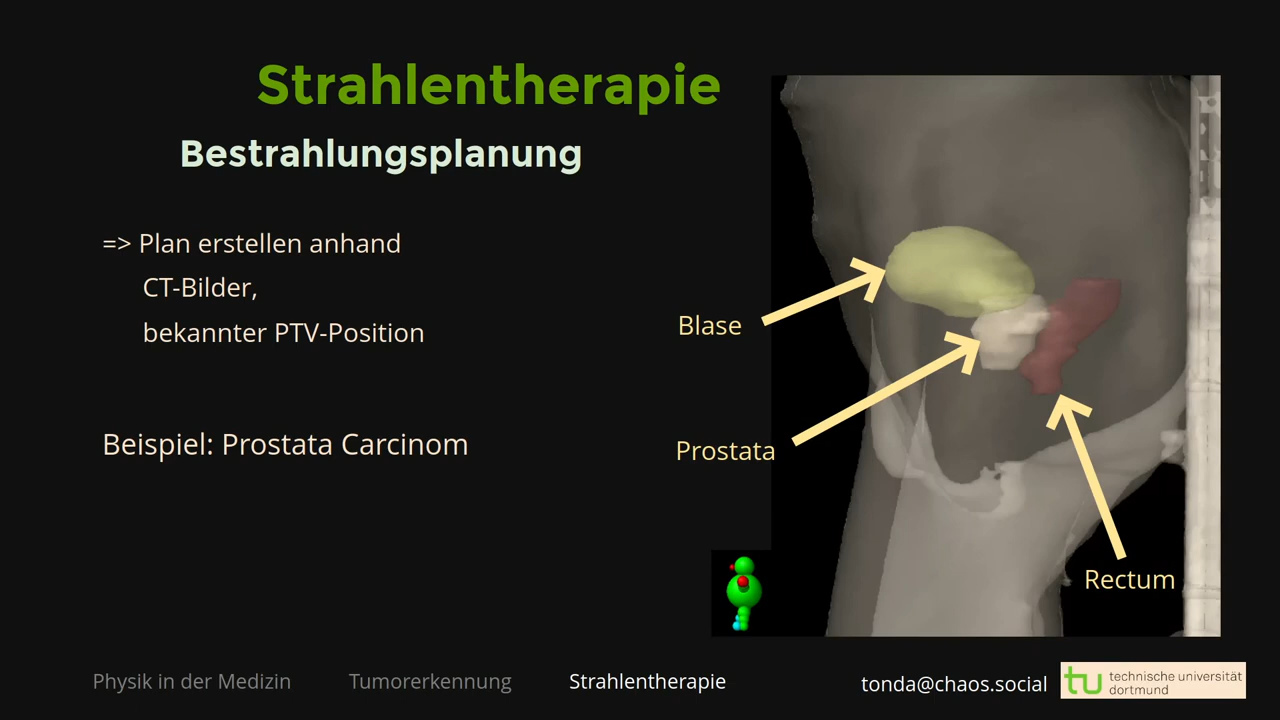 Strahlentherapie
Bestrahlungsplanung
=> Plan erstellen anhand
CT-Bilder,
bekannter PTV-Position
Beispiel: Prostata Carcinom
Blase
Prostata
Rectum
Physik in der Medizin
Tumorerkennung
Strahlentherapie
tonda@chaos.social
tu technische universität
dortmund